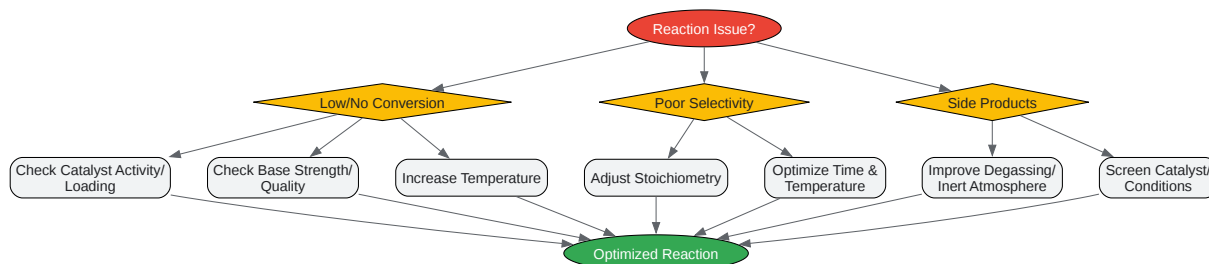 Reaction Issue?
Low/No Conversion
Poor Selectivity
Side Products
Check Catalyst Activity/
Loading
Check Base Strength/
Quality
Increase Temperature
Adjust Stoichiometry
Optimize Time &
Temperature
Improve Degassing/
Inert Atmosphere
Screen Catalyst/
Conditions
Optimized Reaction